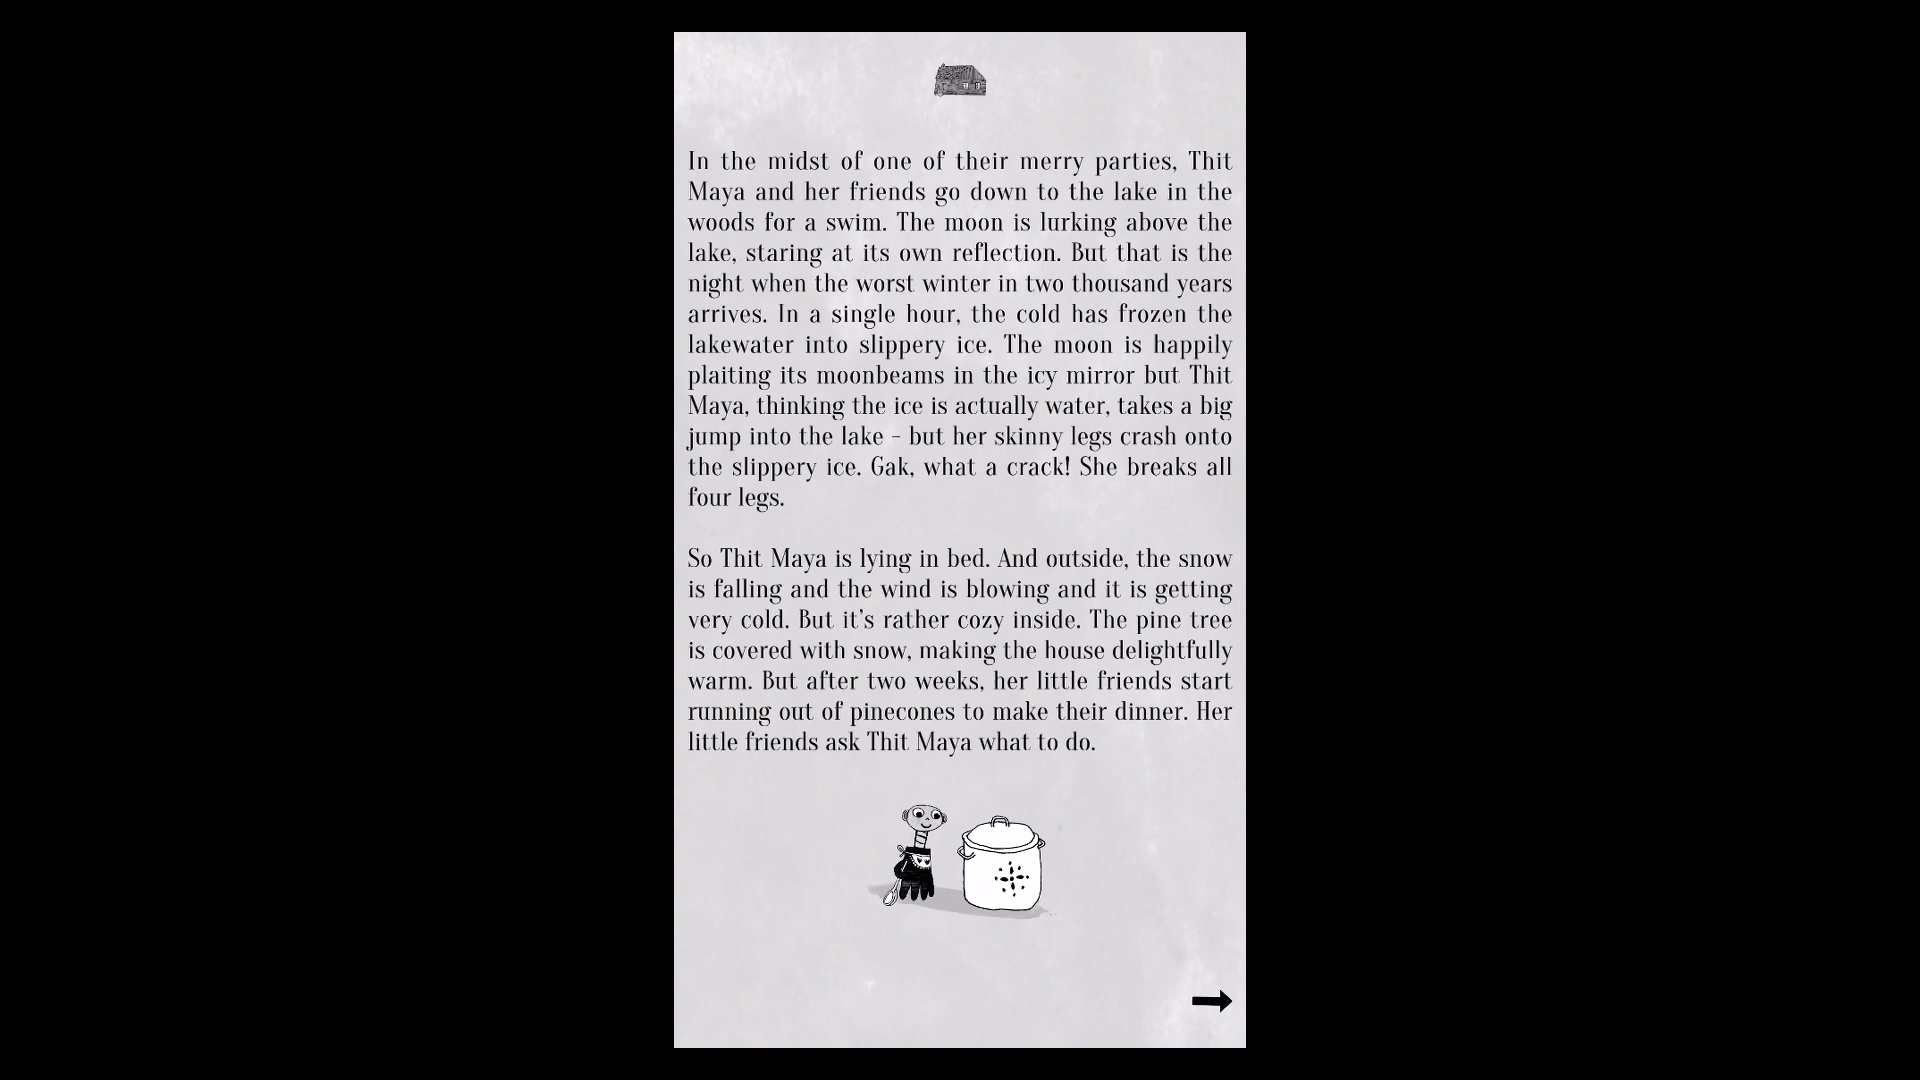 In the midst of one of their merry parties, Thit
Maya and her friends go down to the lake in the
woods for a swim. The moon is lurking above the
lake, staring at its own reflection. But that is the
night when the worst winter in two thousand years
arrives. In a single hour, the cold has frozen the
lakewater into slippery ice. The moon is happily
plaiting its moonbeams in the icy mirror but Thit
Maya, thinking the ice is actually water, takes a big
jump into the lake - but her skinny legs crash onto
the slippery ice. Gak, what a crack! She breaks all
four legs.
So Thit Maya is lying in bed. And outside, the snow
is falling and the wind is blowing and it is getting
very cold. But it’s rather cozy inside. The pine tree
is covered with snow, making the house delightfully
warm. But after two weeks, her little friends start
running out of pinecones to make their dinner. Her
little friends ask Thit Maya what to do.